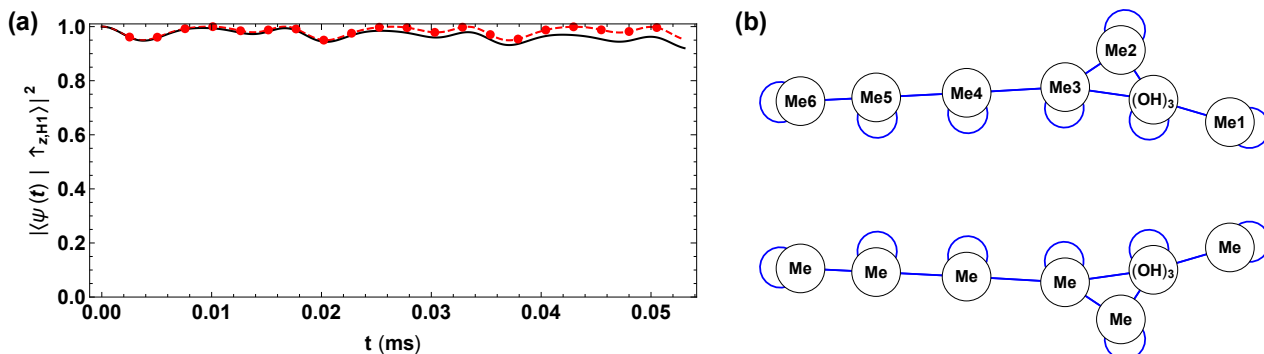 (a)
1.0
0.8
0.6
0.4
0.2
0.0
|⟨ψ(t)| ↑z,H1⟩|²
0.00 0.01 0.02 0.03 0.04 0.05
t (ms)
(b)
Me2
Me6 Me5 Me4 Me3 (OH)₃ Me1
Me Me Me Me (OH)₃ Me
Me